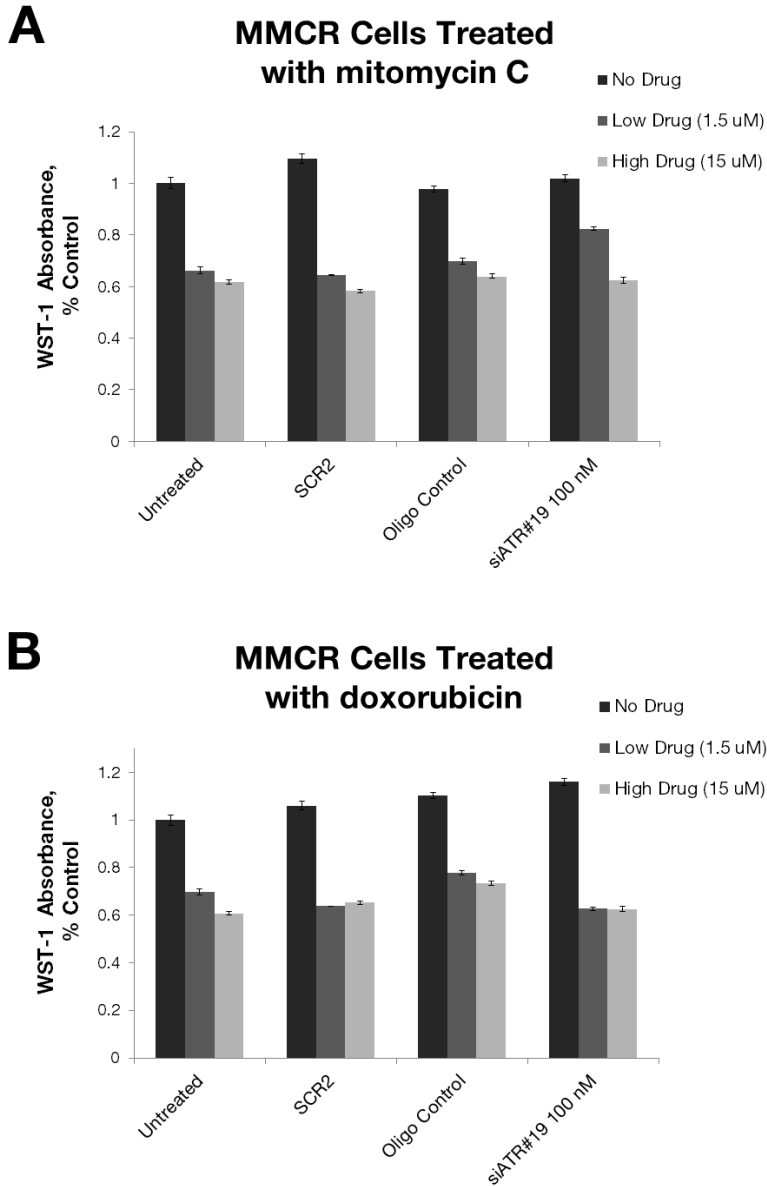 A
MMCR Cells Treated
with mitomycin C
No Drug
Low Drug (1.5 uM)
High Drug (15 uM)
WST-1 Absorbance,
% Control
1.2
1
0.8
0.6
0.4
0.2
0
Untreated
SCR2
Oligo Control
siATR#19 100 nM
B
MMCR Cells Treated
with doxorubicin
No Drug
Low Drug (1.5 uM)
High Drug (15 uM)
WST-1 Absorbance,
% Control
1.2
1
0.8
0.6
0.4
0.2
0
Untreated
SCR2
Oligo Control
siATR#19 100 nM